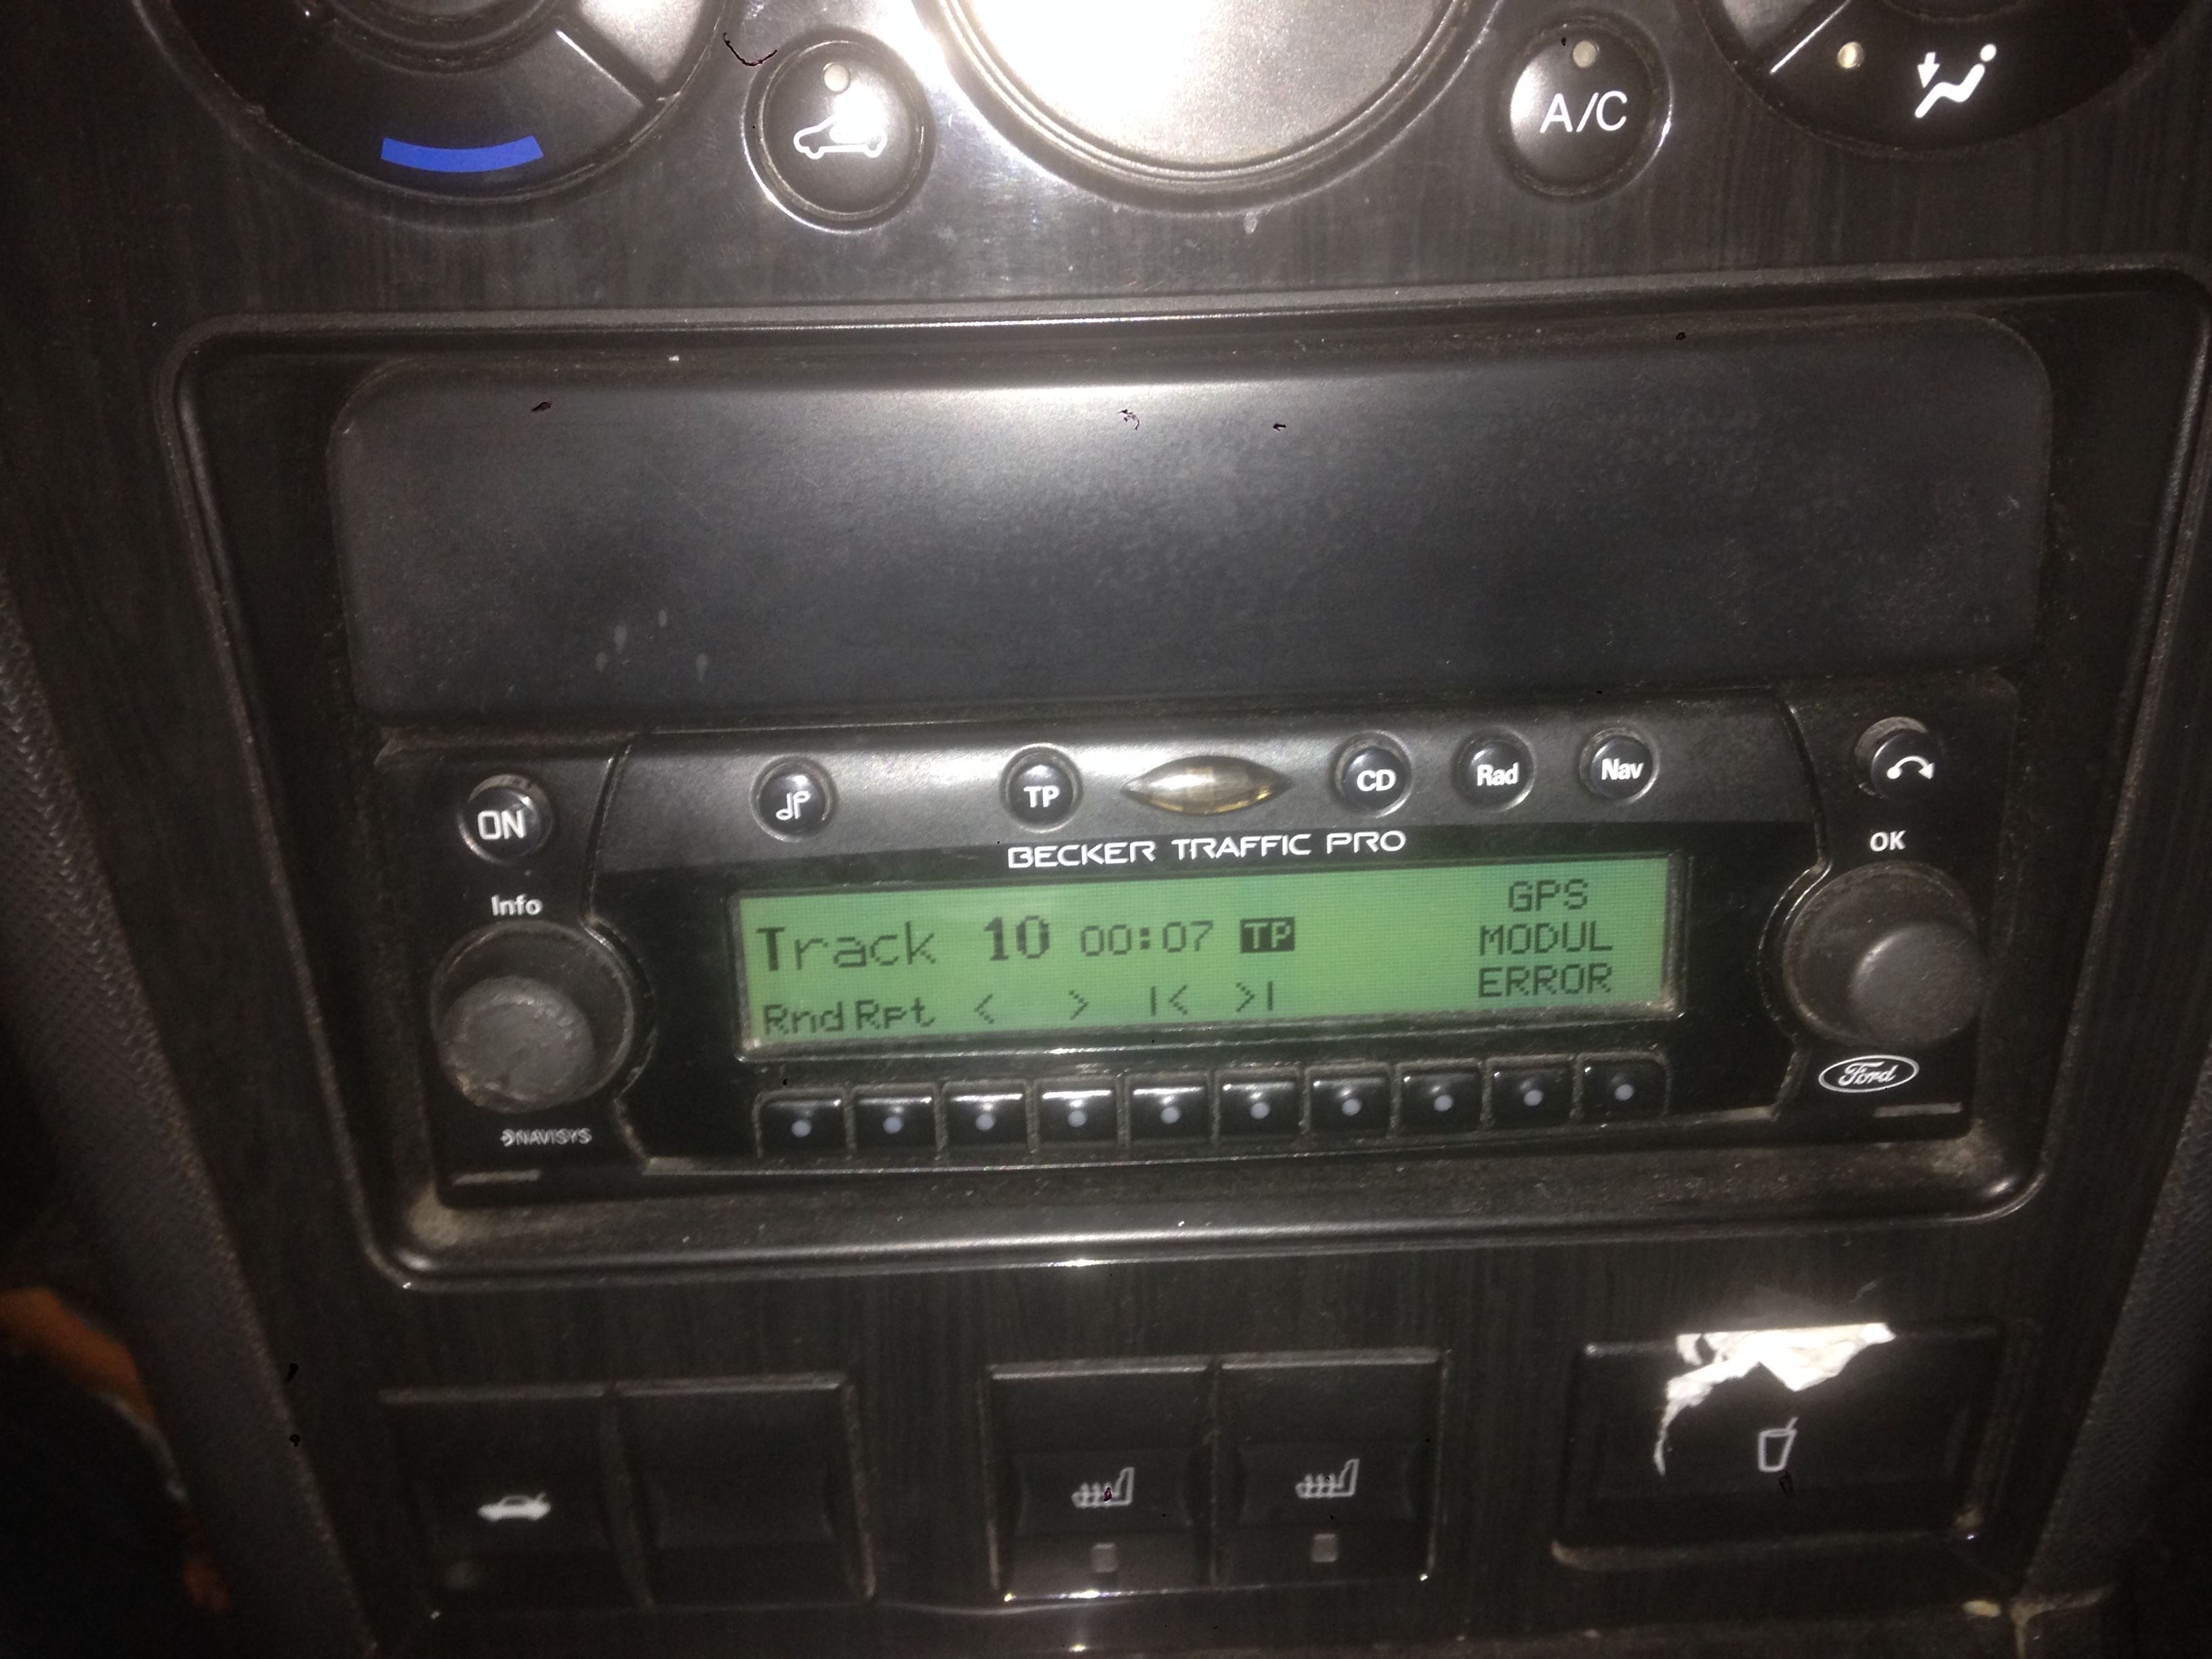 A/C
ON
TP
CD
Rad
Nav
Info
BECKER TRAFFIC PRO
OK
Track 10 00:07 TP
GPS
MODUL
ERROR
Rnd Rpt < > |< >|
NAVISYS
Ford